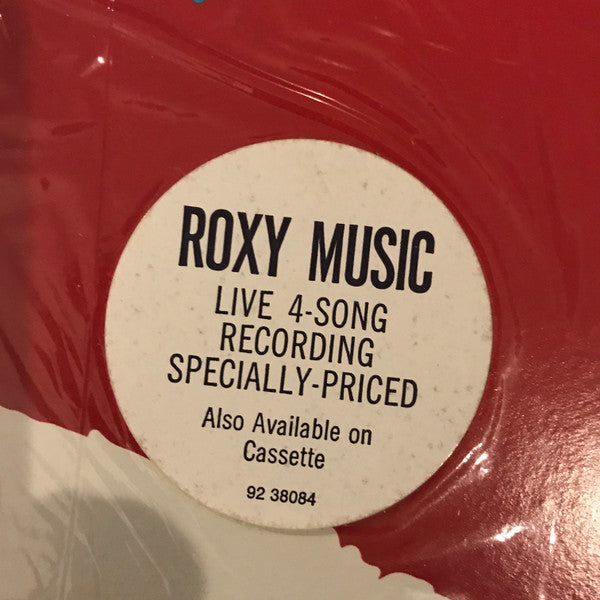 ROXY MUSIC
LIVE 4-SONG
RECORDING
SPECIALLY-PRICED
Also Available on
Cassette
92 38084